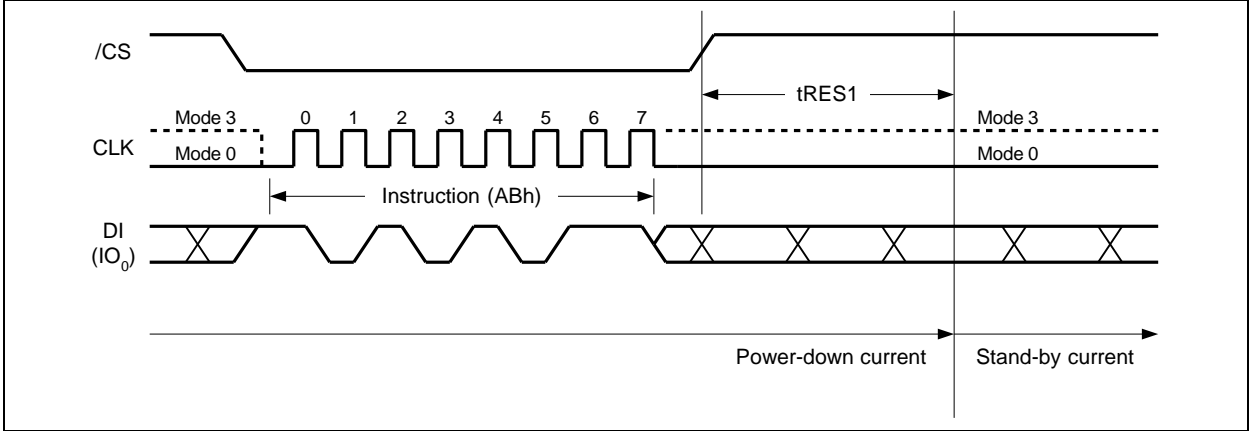 /CS
tRES1
Mode 3 0 1 2 3 4 5 6 7 Mode 3
CLK
Mode 0 Mode 0
Instruction (ABh)
DI
(IO0)
Power-down current Stand-by current